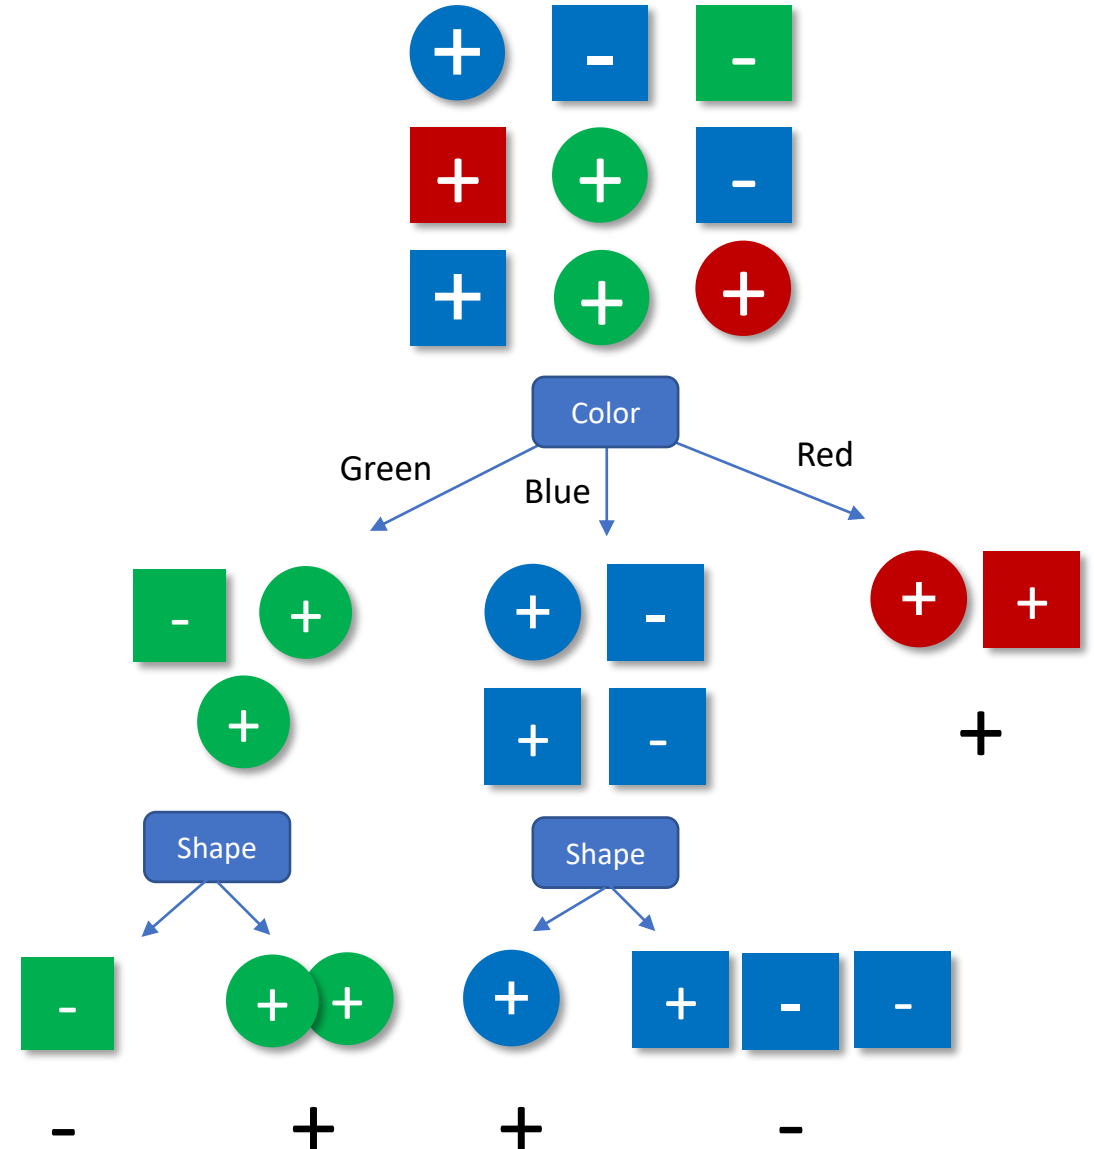 + - -
+ + -
+ + +
Color
Green Blue Red
- + + - + +
+ + -
+
Shape Shape
- + + + + - -
- + + -